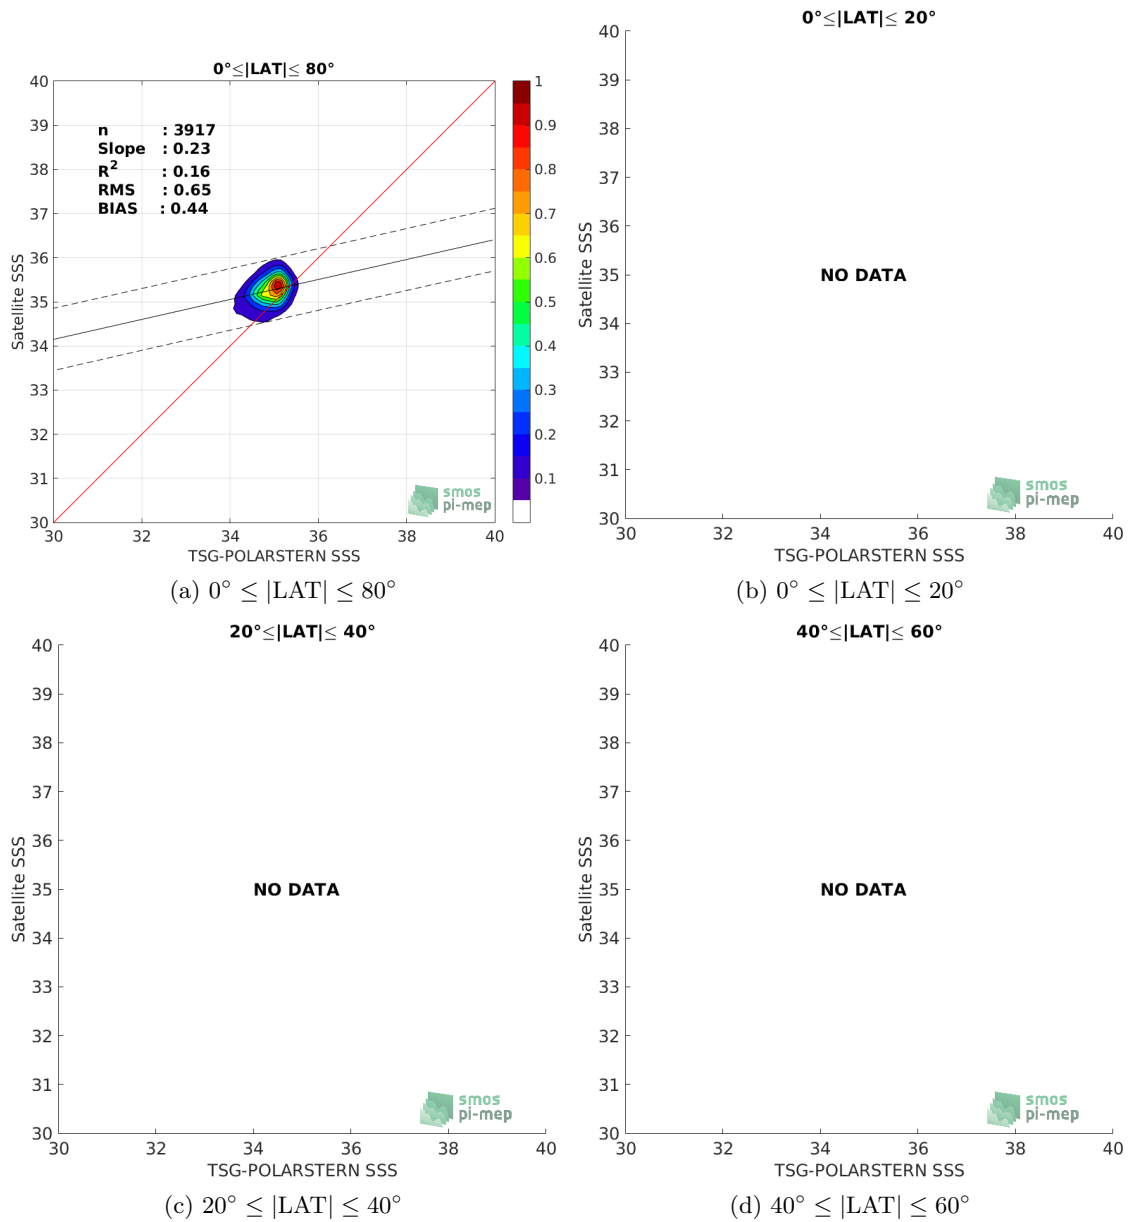 0°≤|LAT|≤ 80°
40
39
38
37
36
35
34
33
32
31
30
Satellite SSS
n : 3917
Slope : 0.23
R² : 0.16
RMS : 0.65
BIAS : 0.44
1
0.9
0.8
0.7
0.6
0.5
0.4
0.3
0.2
0.1
smos
pi-mep
30 32 34 36 38 40
TSG-POLARSTERN SSS
(a) 0° ≤ |LAT| ≤ 80°
0°≤|LAT|≤ 20°
40
39
38
37
36
35
34
33
32
31
30
Satellite SSS
NO DATA
smos
pi-mep
30 32 34 36 38 40
TSG-POLARSTERN SSS
(b) 0° ≤ |LAT| ≤ 20°
20°≤|LAT|≤ 40°
40
39
38
37
36
35
34
33
32
31
30
Satellite SSS
NO DATA
smos
pi-mep
30 32 34 36 38 40
TSG-POLARSTERN SSS
(c) 20° ≤ |LAT| ≤ 40°
40°≤|LAT|≤ 60°
40
39
38
37
36
35
34
33
32
31
30
Satellite SSS
NO DATA
smos
pi-mep
30 32 34 36 38 40
TSG-POLARSTERN SSS
(d) 40° ≤ |LAT| ≤ 60°